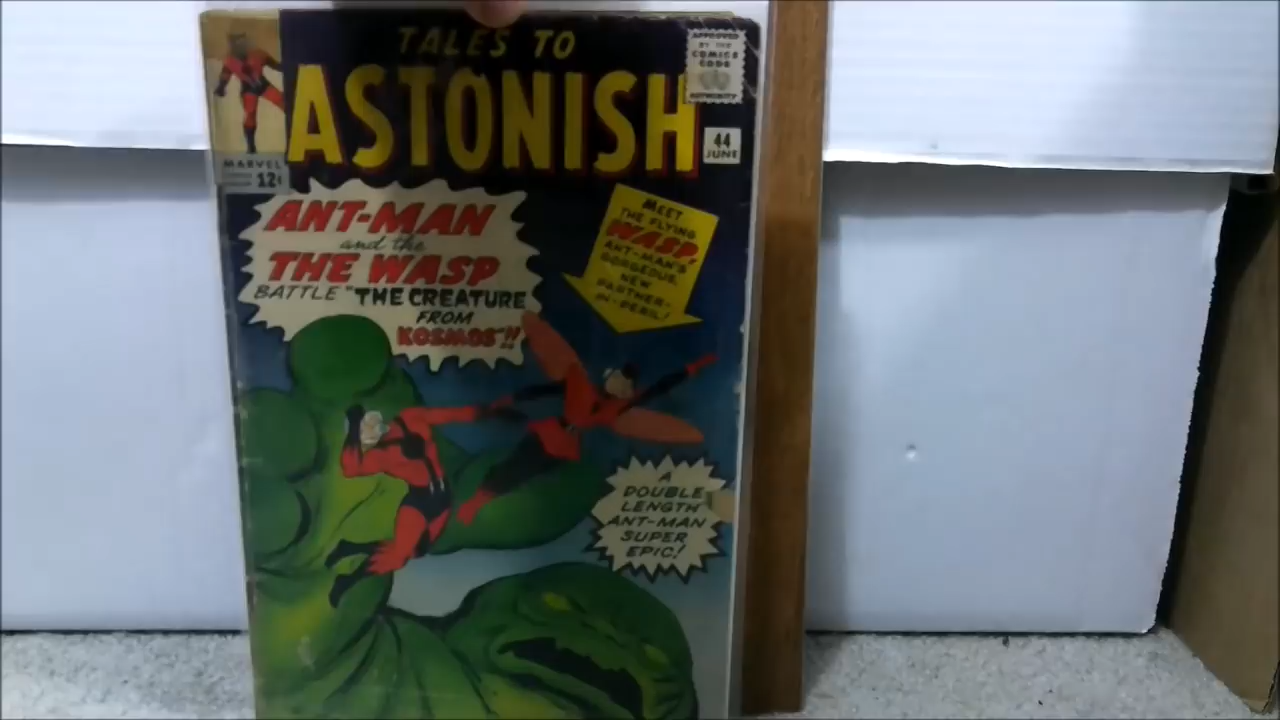 TALES TO
ASTONISH
APPROVED
BY THE
COMICS
CODE
AUTHORITY
MARVEL
12¢
44
JUNE
ANT-MAN
and the
THE WASP
BATTLE "THE CREATURE
FROM
KOSMOS"!!
MEET
THE FLYING
WASP,
ANT-MAN'S
GORGEOUS,
NEW
PARTNER-
IN-PERIL!
A
DOUBLE
LENGTH
ANT-MAN
SUPER
EPIC!